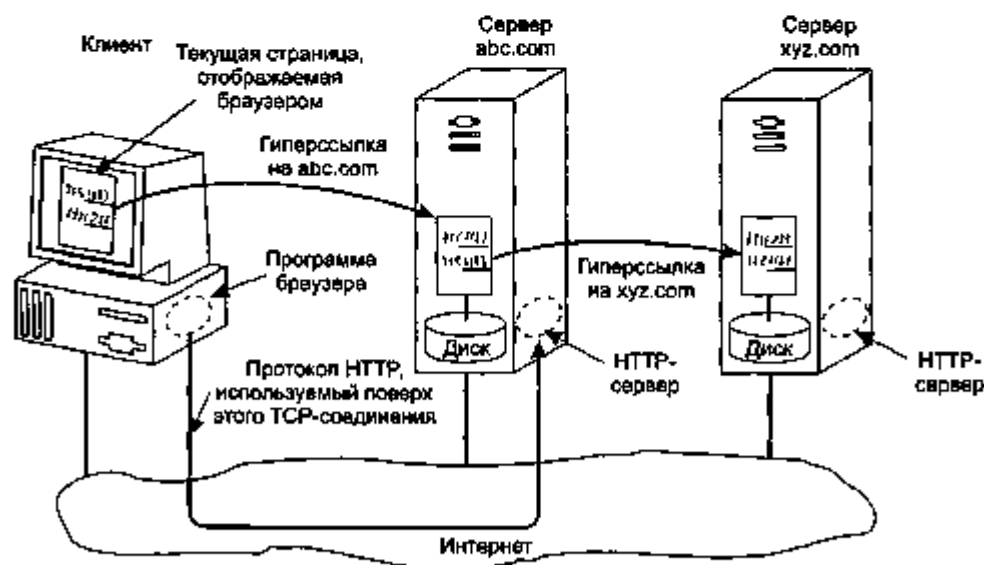 Клиент
Текущая страница,
отображаемая
браузером
Сервер
abc.com
Сервер
xyz.com
Гиперссылка
на abc.com
Программа
браузера
Гиперссылка
на xyz.com
Диск
Диск
HTTP-
сервер
HTTP-
сервер
Протокол HTTP,
используемый поверх
этого TCP-соединания
Интернет